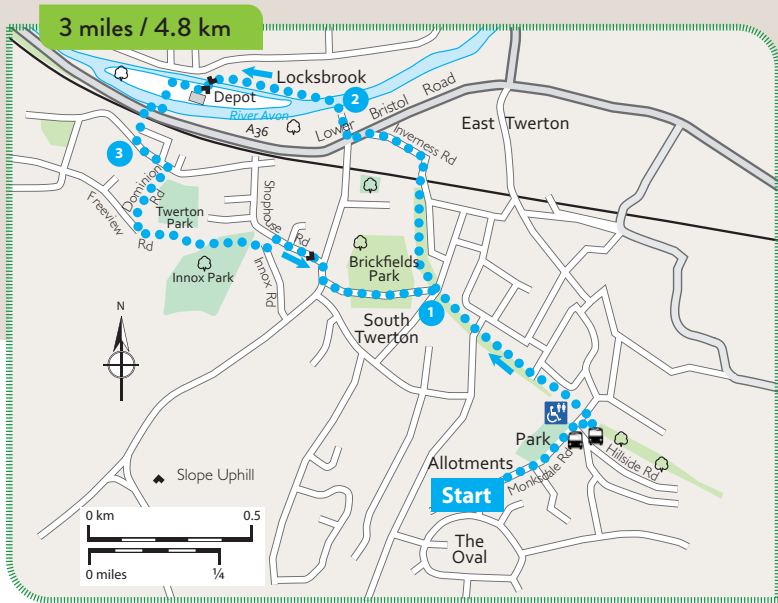 3 miles / 4.8 km
Locksbrook
Depot
River Avon
A36
2
Lower Bristol Road
East Twerton
Inverness Rd
3
Dominion
Rd
Freeview
Rd
Twerton
Park
Shophouse
Rd
Innox Park
Innox Rd
Brickfields
Park
South
Twerton
1
N
Park
Allotments
Monksdale Rd
Hillside Rd
Start
Slope Uphill
The
Oval
0 km
0.5
0 miles
¼